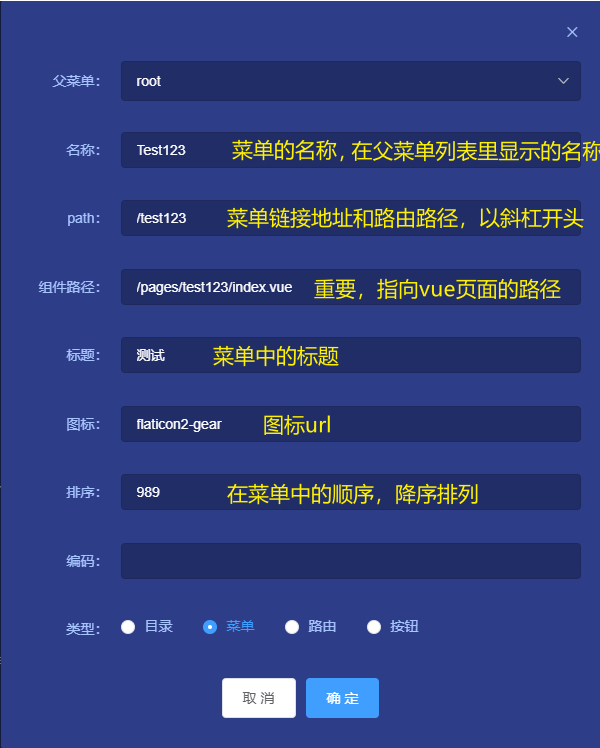 父菜单： root
名称： Test123 菜单的名称,在父菜单列表里显示的名称
path： /test123 菜单链接地址和路由路径，以斜杠开头
组件路径： /pages/test123/index.vue 重要，指向vue页面的路径
标题： 测试 菜单中的标题
图标： flaticon2-gear 图标url
排序： 989 在菜单中的顺序，降序排列
编码：
类型： 目录 菜单 路由 按钮
取消 确定